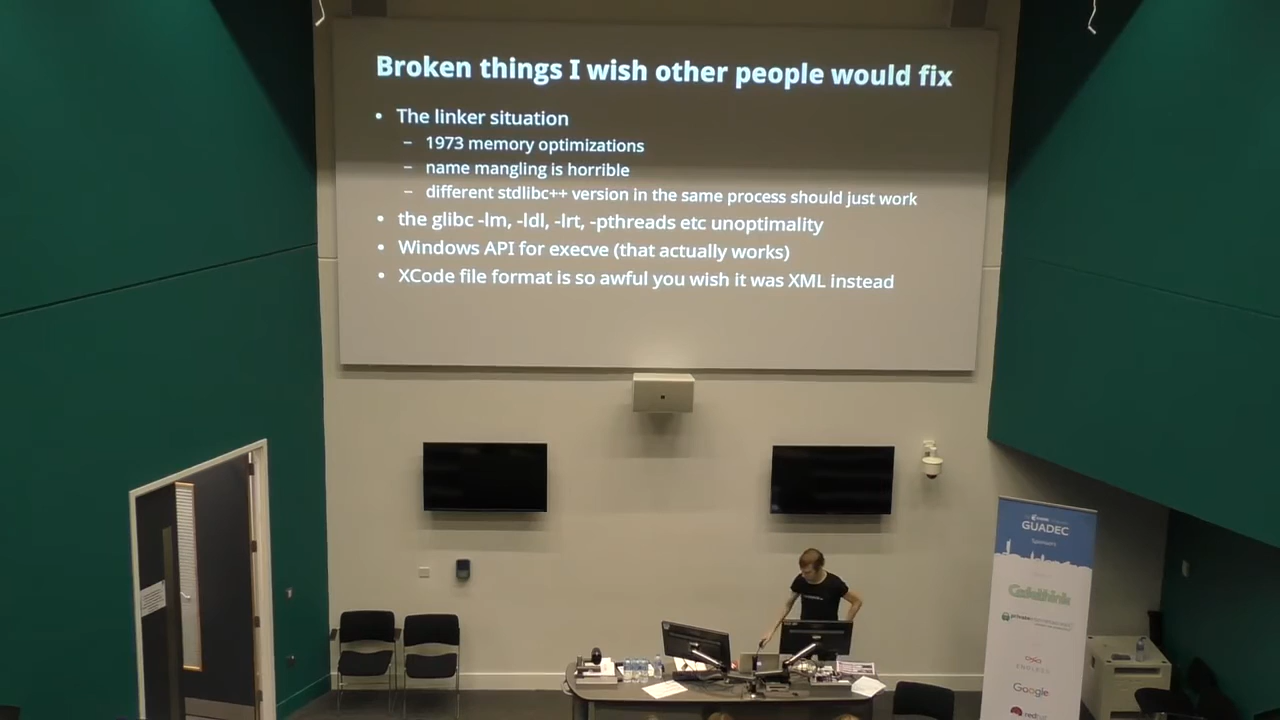 Broken things I wish other people would fix
• The linker situation
– 1973 memory optimizations
– name mangling is horrible
– different stdlibc++ version in the same process should just work
• the glibc -lm, -ldl, -lrt, -pthreads etc unoptimality
• Windows API for execve (that actually works)
• XCode file format is so awful you wish it was XML instead
GUADEC
Sponsors
Codethink
Google